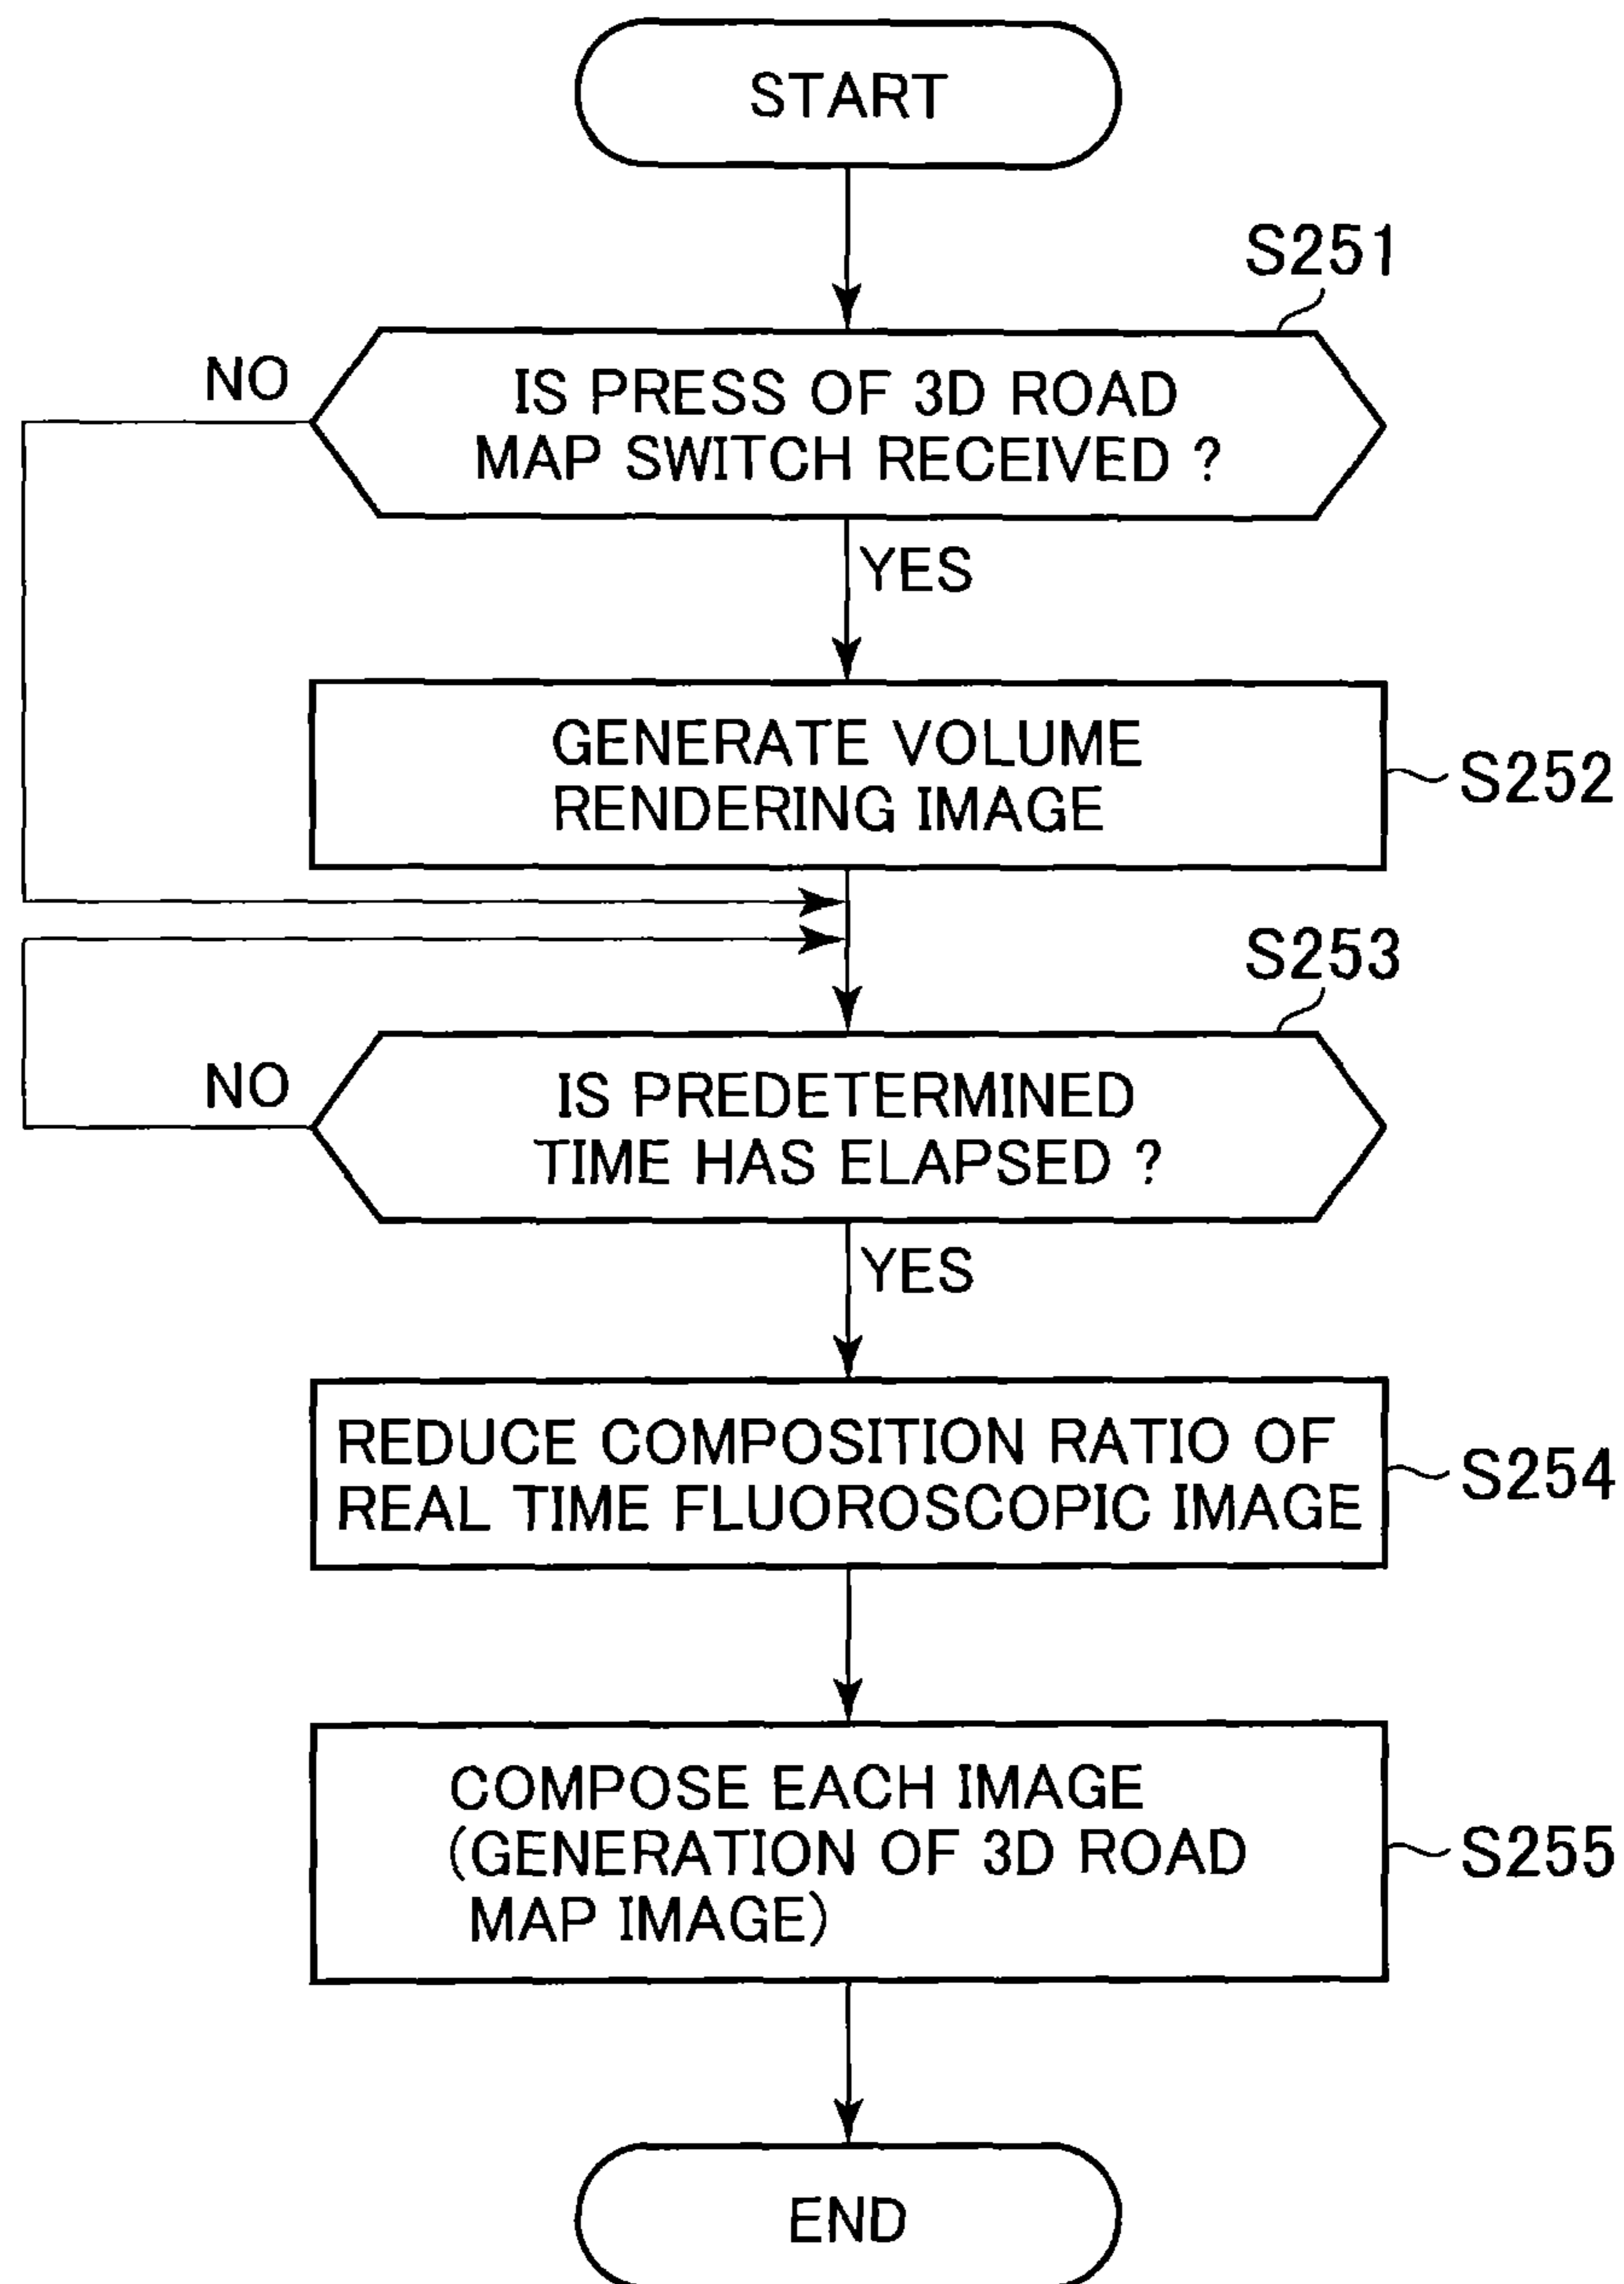 START
S251
NO
IS PRESS OF 3D ROAD
MAP SWITCH RECEIVED ?
YES
GENERATE VOLUME
RENDERING IMAGE
S252
S253
NO
IS PREDETERMINED
TIME HAS ELAPSED ?
YES
REDUCE COMPOSITION RATIO OF
REAL TIME FLUOROSCOPIC IMAGE
S254
COMPOSE EACH IMAGE
(GENERATION OF 3D ROAD
MAP IMAGE)
S255
END